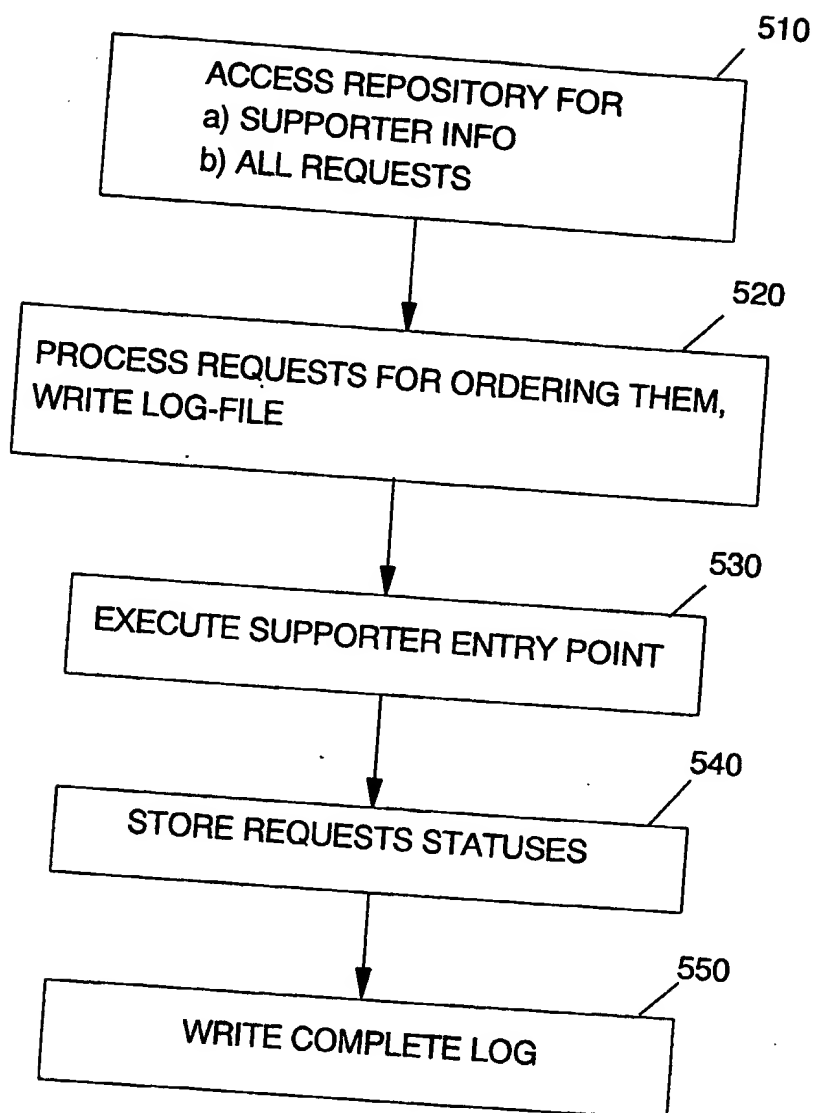 510
ACCESS REPOSITORY FOR
a) SUPPORTER INFO
b) ALL REQUESTS
520
PROCESS REQUESTS FOR ORDERING THEM,
WRITE LOG-FILE
530
EXECUTE SUPPORTER ENTRY POINT
540
STORE REQUESTS STATUSES
550
WRITE COMPLETE LOG